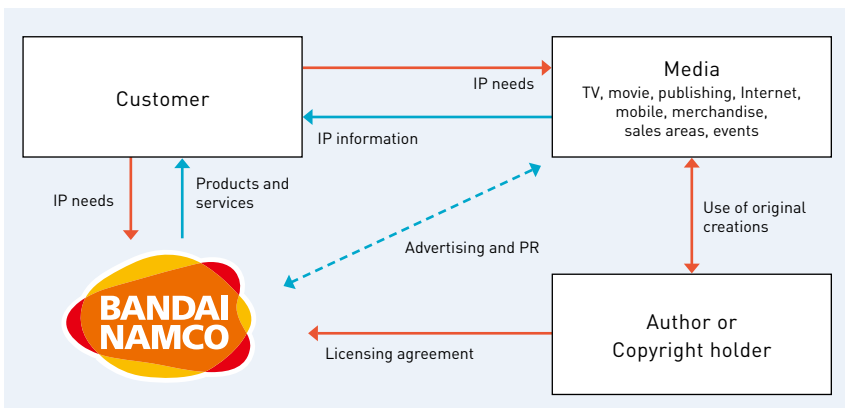 Customer
Media
TV, movie, publishing, Internet,
mobile, merchandise,
sales areas, events
IP needs
IP information
IP needs
Products and
services
Use of original
creations
Advertising and PR
BANDAI
NAMCO
Licensing agreement
Author or
Copyright holder